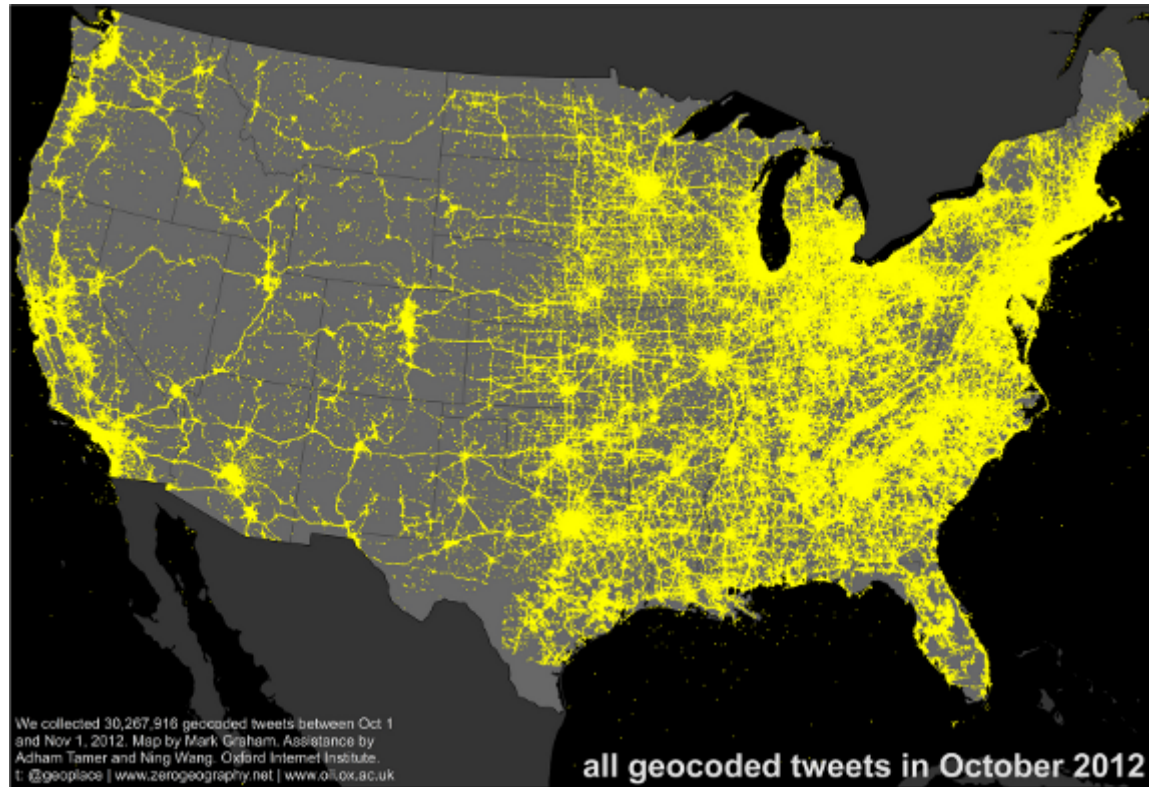 We collected 30,267,916 geocoded tweets between Oct 1
and Nov 1, 2012. Map by Mark Graham. Assistance by
Adham Tamer and Ning Wang. Oxford Internet Institute.
t: @geoplace | www.zerogeography.net | www.oii.ox.ac.uk
all geocoded tweets in October 2012